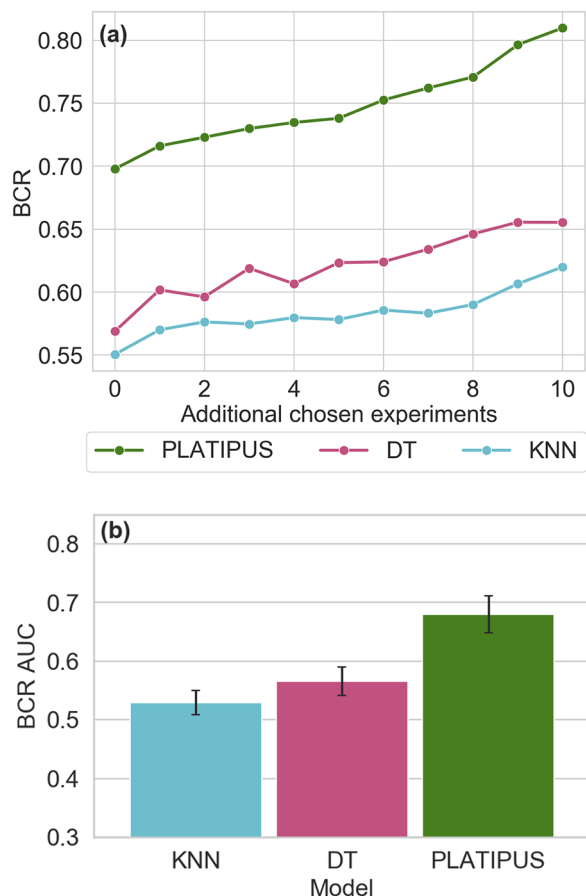 (a)
0.80
0.75
0.70
0.65
0.60
0.55
BCR
0 2 4 6 8 10
Additional chosen experiments
PLATIPUS DT KNN
(b)
0.8
0.7
0.6
0.5
0.4
0.3
BCR AUC
KNN DT PLATIPUS
Model